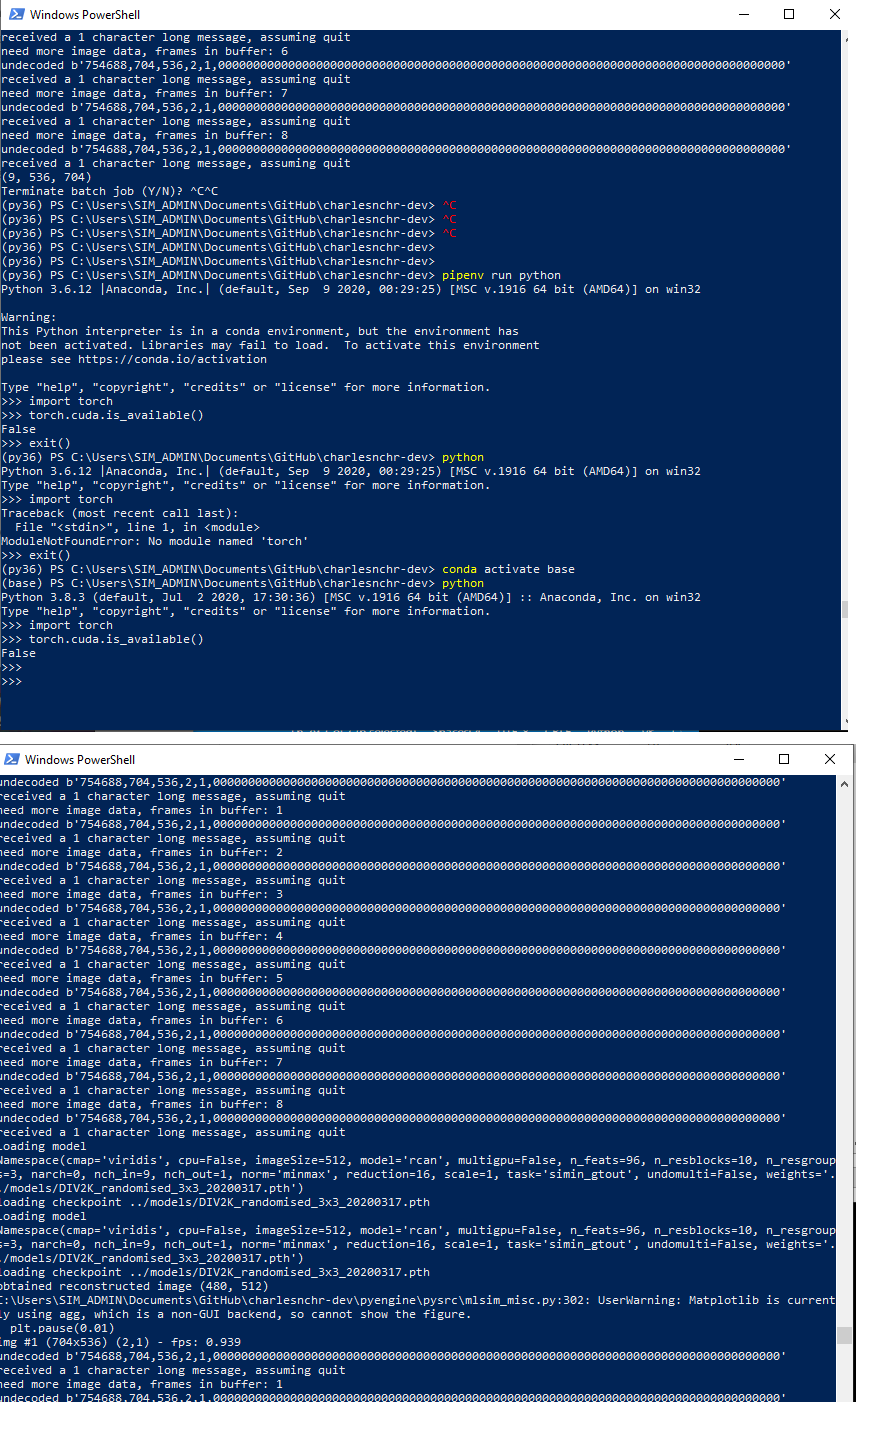 Windows PowerShell
received a 1 character long message, assuming quit
need more image data, frames in buffer: 6
undecoded b'754688,704,536,2,1,000000000000000000000000000000000000000000000000000000000000000000000000000000000'
received a 1 character long message, assuming quit
need more image data, frames in buffer: 7
undecoded b'754688,704,536,2,1,000000000000000000000000000000000000000000000000000000000000000000000000000000000'
received a 1 character long message, assuming quit
need more image data, frames in buffer: 8
undecoded b'754688,704,536,2,1,000000000000000000000000000000000000000000000000000000000000000000000000000000000'
received a 1 character long message, assuming quit
(9, 536, 704)
Terminate batch job (Y/N)? ^C^C
(py36) PS C:\Users\SIM_ADMIN\Documents\GitHub\charlesnchr-dev> ^C
(py36) PS C:\Users\SIM_ADMIN\Documents\GitHub\charlesnchr-dev> ^C
(py36) PS C:\Users\SIM_ADMIN\Documents\GitHub\charlesnchr-dev> ^C
(py36) PS C:\Users\SIM_ADMIN\Documents\GitHub\charlesnchr-dev>
(py36) PS C:\Users\SIM_ADMIN\Documents\GitHub\charlesnchr-dev>
(py36) PS C:\Users\SIM_ADMIN\Documents\GitHub\charlesnchr-dev> pipenv run python
Python 3.6.12 |Anaconda, Inc.| (default, Sep  9 2020, 00:29:25) [MSC v.1916 64 bit (AMD64)] on win32
Warning:
This Python interpreter is in a conda environment, but the environment has
not been activated. Libraries may fail to load.  To activate this environment
please see https://conda.io/activation
Type "help", "copyright", "credits" or "license" for more information.
>>> import torch
>>> torch.cuda.is_available()
False
>>> exit()
(py36) PS C:\Users\SIM_ADMIN\Documents\GitHub\charlesnchr-dev> python
Python 3.6.12 |Anaconda, Inc.| (default, Sep  9 2020, 00:29:25) [MSC v.1916 64 bit (AMD64)] on win32
Type "help", "copyright", "credits" or "license" for more information.
>>> import torch
Traceback (most recent call last):
  File "<stdin>", line 1, in <module>
ModuleNotFoundError: No module named 'torch'
>>> exit()
(py36) PS C:\Users\SIM_ADMIN\Documents\GitHub\charlesnchr-dev> conda activate base
(base) PS C:\Users\SIM_ADMIN\Documents\GitHub\charlesnchr-dev> python
Python 3.8.3 (default, Jul  2 2020, 17:30:36) [MSC v.1916 64 bit (AMD64)] :: Anaconda, Inc. on win32
Type "help", "copyright", "credits" or "license" for more information.
>>> import torch
>>> torch.cuda.is_available()
False
>>>
>>>
Windows PowerShell
undecoded b'754688,704,536,2,1,000000000000000000000000000000000000000000000000000000000000000000000000000000000'
received a 1 character long message, assuming quit
need more image data, frames in buffer: 1
undecoded b'754688,704,536,2,1,000000000000000000000000000000000000000000000000000000000000000000000000000000000'
received a 1 character long message, assuming quit
need more image data, frames in buffer: 2
undecoded b'754688,704,536,2,1,000000000000000000000000000000000000000000000000000000000000000000000000000000000'
received a 1 character long message, assuming quit
need more image data, frames in buffer: 3
undecoded b'754688,704,536,2,1,000000000000000000000000000000000000000000000000000000000000000000000000000000000'
received a 1 character long message, assuming quit
need more image data, frames in buffer: 4
undecoded b'754688,704,536,2,1,000000000000000000000000000000000000000000000000000000000000000000000000000000000'
received a 1 character long message, assuming quit
need more image data, frames in buffer: 5
undecoded b'754688,704,536,2,1,000000000000000000000000000000000000000000000000000000000000000000000000000000000'
received a 1 character long message, assuming quit
need more image data, frames in buffer: 6
undecoded b'754688,704,536,2,1,000000000000000000000000000000000000000000000000000000000000000000000000000000000'
received a 1 character long message, assuming quit
need more image data, frames in buffer: 7
undecoded b'754688,704,536,2,1,000000000000000000000000000000000000000000000000000000000000000000000000000000000'
received a 1 character long message, assuming quit
need more image data, frames in buffer: 8
undecoded b'754688,704,536,2,1,000000000000000000000000000000000000000000000000000000000000000000000000000000000'
received a 1 character long message, assuming quit
Loading model
Namespace(cmap='viridis', cpu=False, imageSize=512, model='rcan', multigpu=False, n_feats=96, n_resblocks=10, n_resgroup
s=3, narch=0, nch_in=9, nch_out=1, norm='minmax', reduction=16, scale=1, task='simin_gtout', undomulti=False, weights='.
./models/DIV2K_randomised_3x3_20200317.pth')
loading checkpoint ../models/DIV2K_randomised_3x3_20200317.pth
Loading model
Namespace(cmap='viridis', cpu=False, imageSize=512, model='rcan', multigpu=False, n_feats=96, n_resblocks=10, n_resgroup
s=3, narch=0, nch_in=9, nch_out=1, norm='minmax', reduction=16, scale=1, task='simin_gtout', undomulti=False, weights='.
./models/DIV2K_randomised_3x3_20200317.pth')
loading checkpoint ../models/DIV2K_randomised_3x3_20200317.pth
obtained reconstructed image (480, 512)
C:\Users\SIM_ADMIN\Documents\GitHub\charlesnchr-dev\pyengine\pysrc\mlsim_misc.py:302: UserWarning: Matplotlib is current
ly using agg, which is a non-GUI backend, so cannot show the figure.
  plt.pause(0.01)
img #1 (704x536) (2,1) - fps: 0.939
undecoded b'754688,704,536,2,1,000000000000000000000000000000000000000000000000000000000000000000000000000000000'
received a 1 character long message, assuming quit
need more image data, frames in buffer: 1
undecoded b'754688,704,536,2,1,000000000000000000000000000000000000000000000000000000000000000000000000000000000'